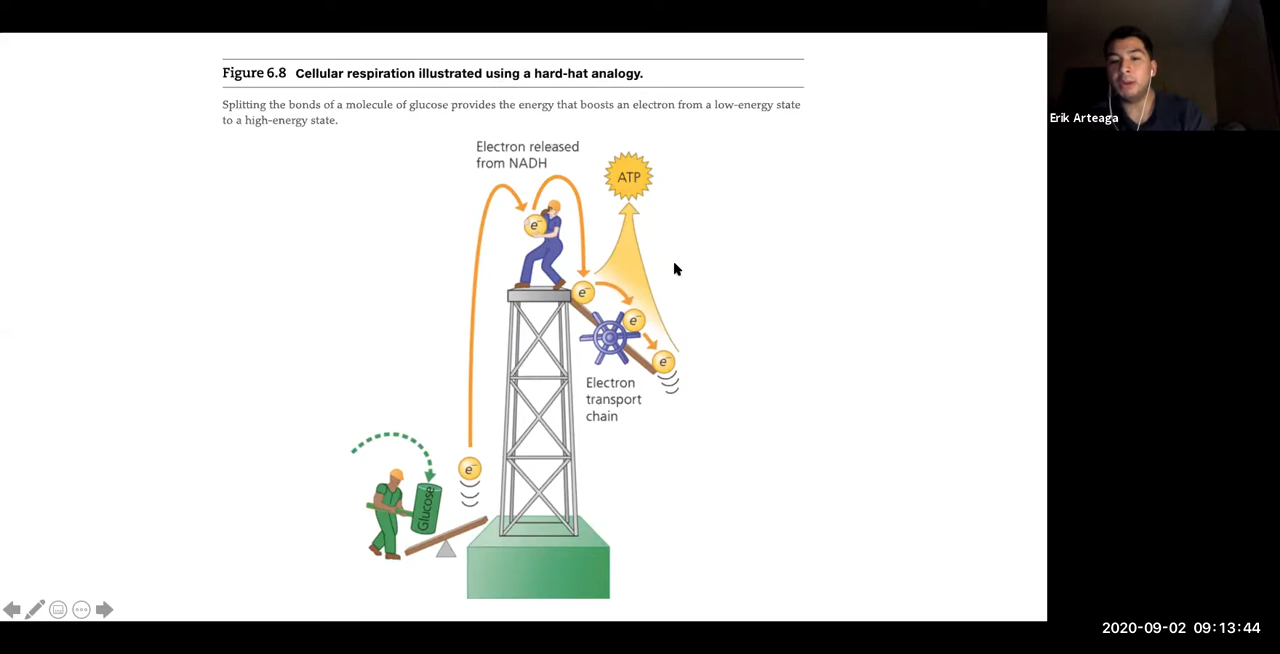 Figure 6.8 Cellular respiration illustrated using a hard-hat analogy.
Splitting the bonds of a molecule of glucose provides the energy that boosts an electron from a low-energy state
to a high-energy state.
Electron released
from NADH
ATP
e⁻
e⁻
e⁻
e⁻
Electron
transport
chain
e⁻
Glucose
Erik Arteaga
2020-09-02 09:13:44